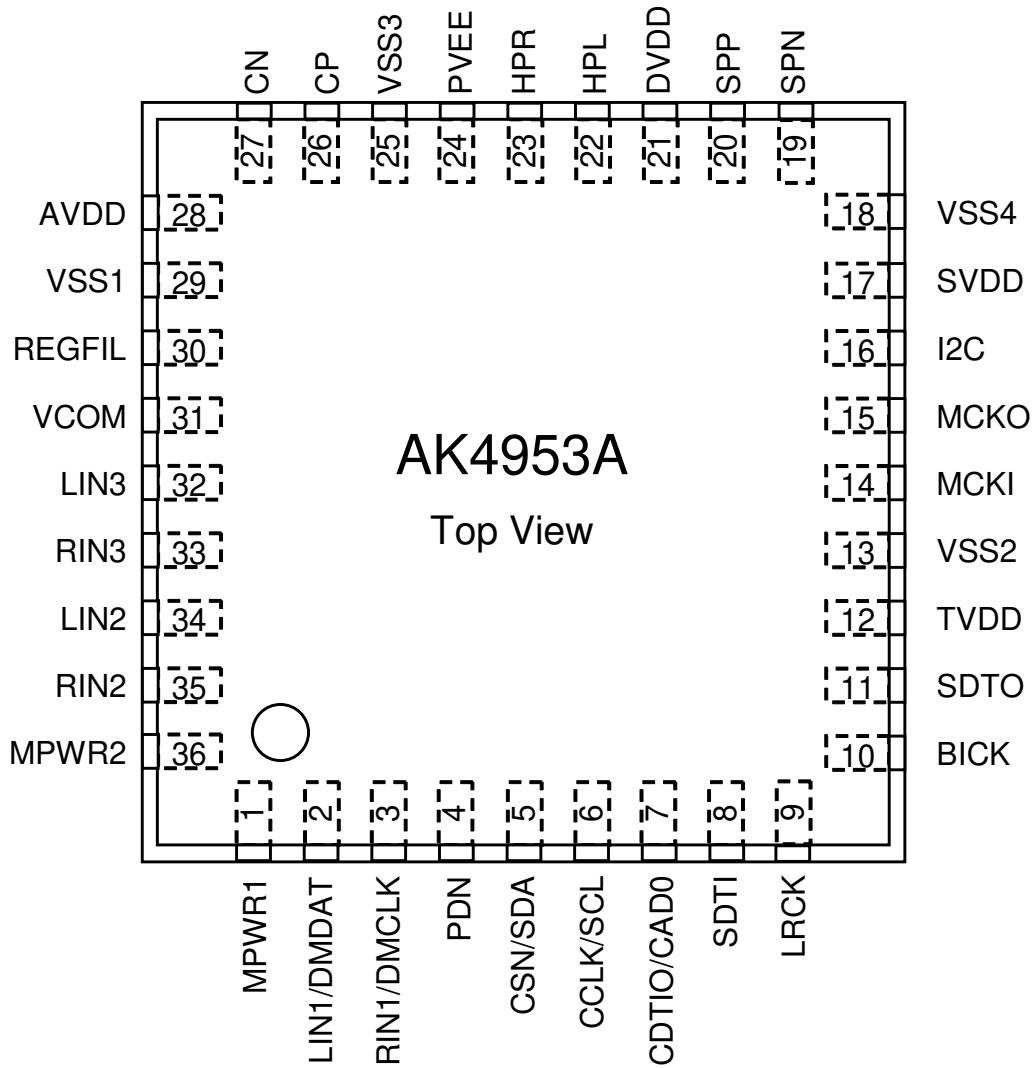 CN
CP
VSS3
PVEE
HPR
HPL
DVDD
SPP
SPN
27
26
25
24
23
22
21
20
19
AVDD 28
18 VSS4
VSS1 29
17 SVDD
REGFIL 30
16 I2C
VCOM 31
15 MCKO
LIN3 32
14 MCKI
RIN3 33
13 VSS2
LIN2 34
12 TVDD
RIN2 35
11 SDTO
MPWR2 36
10 BICK
AK4953A
Top View
1
2
3
4
5
6
7
8
9
MPWR1
LIN1/DMDAT
RIN1/DMCLK
PDN
CSN/SDA
CCLK/SCL
CDTIO/CAD0
SDTI
LRCK